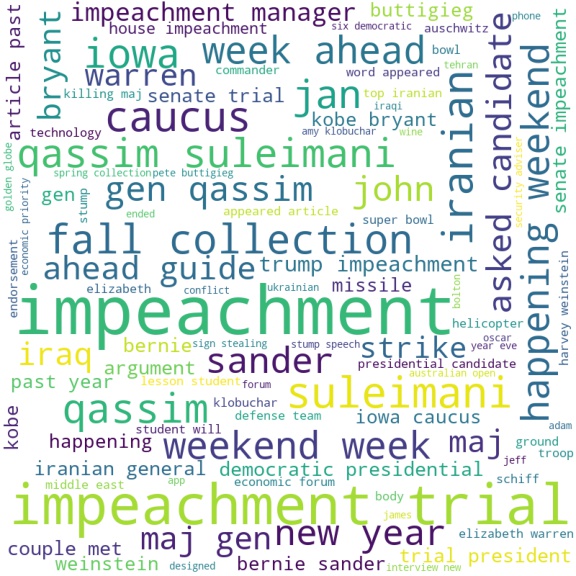 impeachment manager
buttigieg
house impeachment
six democratic
auschwitz
phone
article past
bryant
iowa
week ahead
bowl
tehran
commander
word appeared
warren
killing maj
senate trial
jan
top iranian
iraqi
caucus
kobe bryant
technology
amy klobuchar
wine
iranian
asked candidate
happening weekend
senate impeachment
security adviser
golden globe
qassim suleimani
spring collection
pete buttigieg
gen
stump
gen qassim
john
ended
appeared article
super bowl
economic priority
endorsement
fall collection
ahead guide
trump impeachment
elizabeth
conflict
ukrainian
missile
bolton
harvey weinstein
impeachment
helicopter
oscar
iraq
bernie
sign stealing
stump speech
year eve
strike
argument
sander
presidential candidate
past year
lesson student
forum
australian open
suleimani
qassim
klobuchar
iowa caucus
kobe
student will
defense team
adam
happening
weekend week
maj
ground
troop
iranian general
democratic presidential
jeff
middle east
app
economic forum
schiff
body
impeachment trial
james
couple met
maj gen
new year
elizabeth warren
weinstein
designed
bernie sander
trial president
interview new